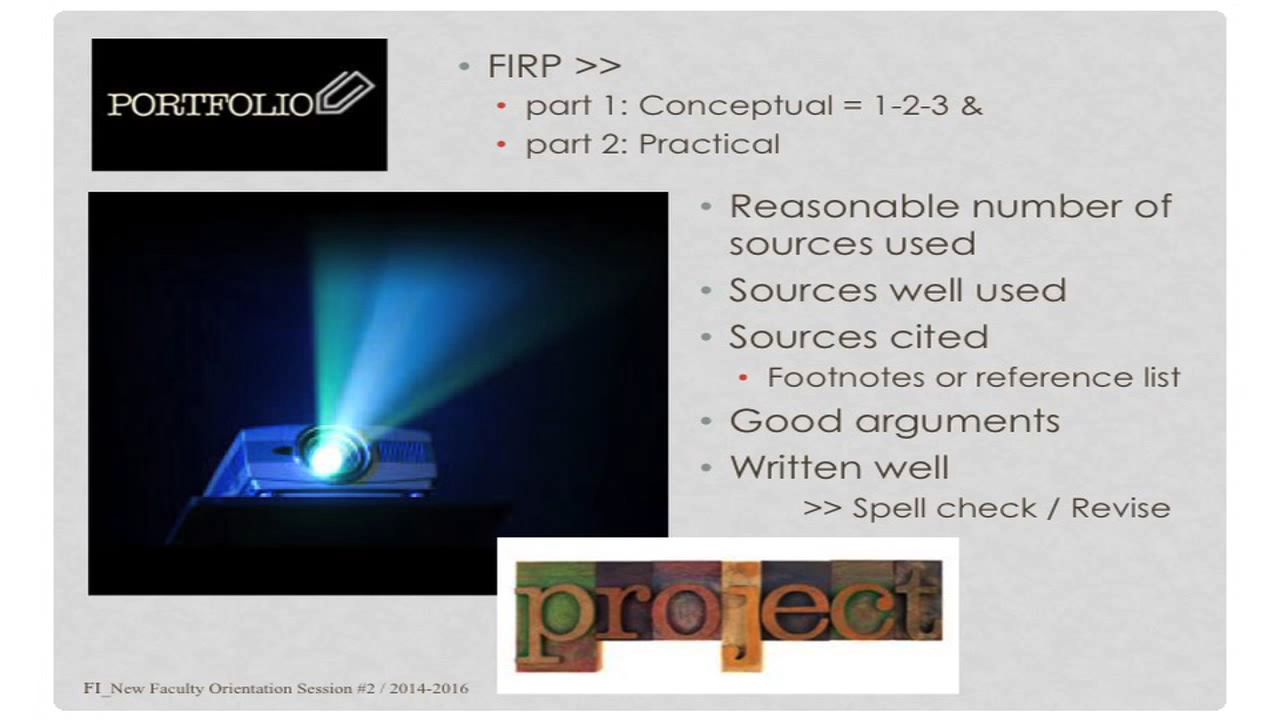 PORTFOLIO
• FIRP >>
• part 1: Conceptual = 1-2-3 &
• part 2: Practical
• Reasonable number of
sources used
• Sources well used
• Sources cited
• Footnotes or reference list
• Good arguments
• Written well
>> Spell check / Revise
project
FI_New Faculty Orientation Session #2 / 2014-2016